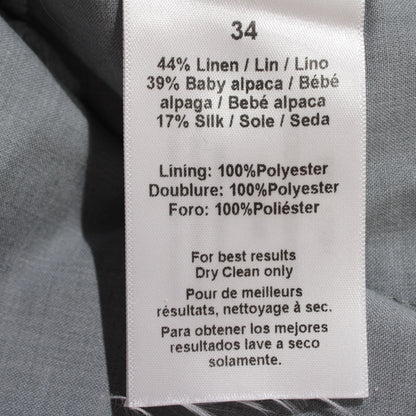 34
44% Linen / Lin / Lino
39% Baby alpaca / Bébé
alpaga / Bebé alpaca
17% Silk / Soie / Seda
Lining: 100%Polyester
Doublure: 100%Polyester
Foro: 100%Poliéster
For best results
Dry Clean only
Pour de meilleurs
résultats, nettoyage à sec.
Para obtener los mejores
resultados lave a seco
solamente.